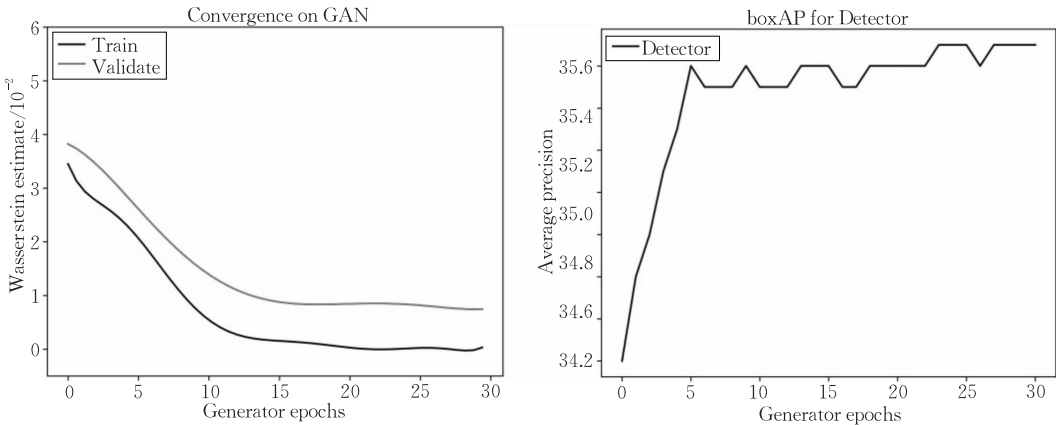 Convergence on GAN
Train
Validate
6
5
4
3
2
1
0
Wasserstein estimate/10⁻²
0 5 10 15 20 25 30
Generator epochs
boxAP for Detector
Detector
35.6
35.4
35.2
35.0
34.8
34.6
34.2
Average precision
0 5 10 15 20 25 30
Generator epochs